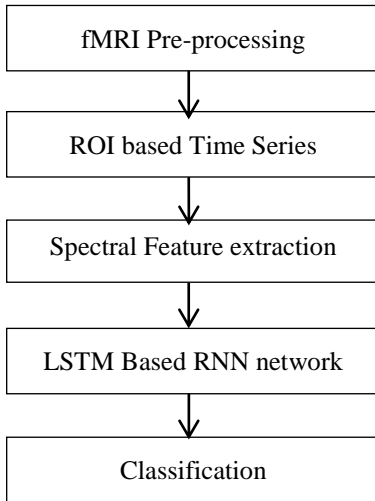 fMRI Pre-processing
ROI based Time Series
Spectral Feature extraction
LSTM Based RNN network
Classification